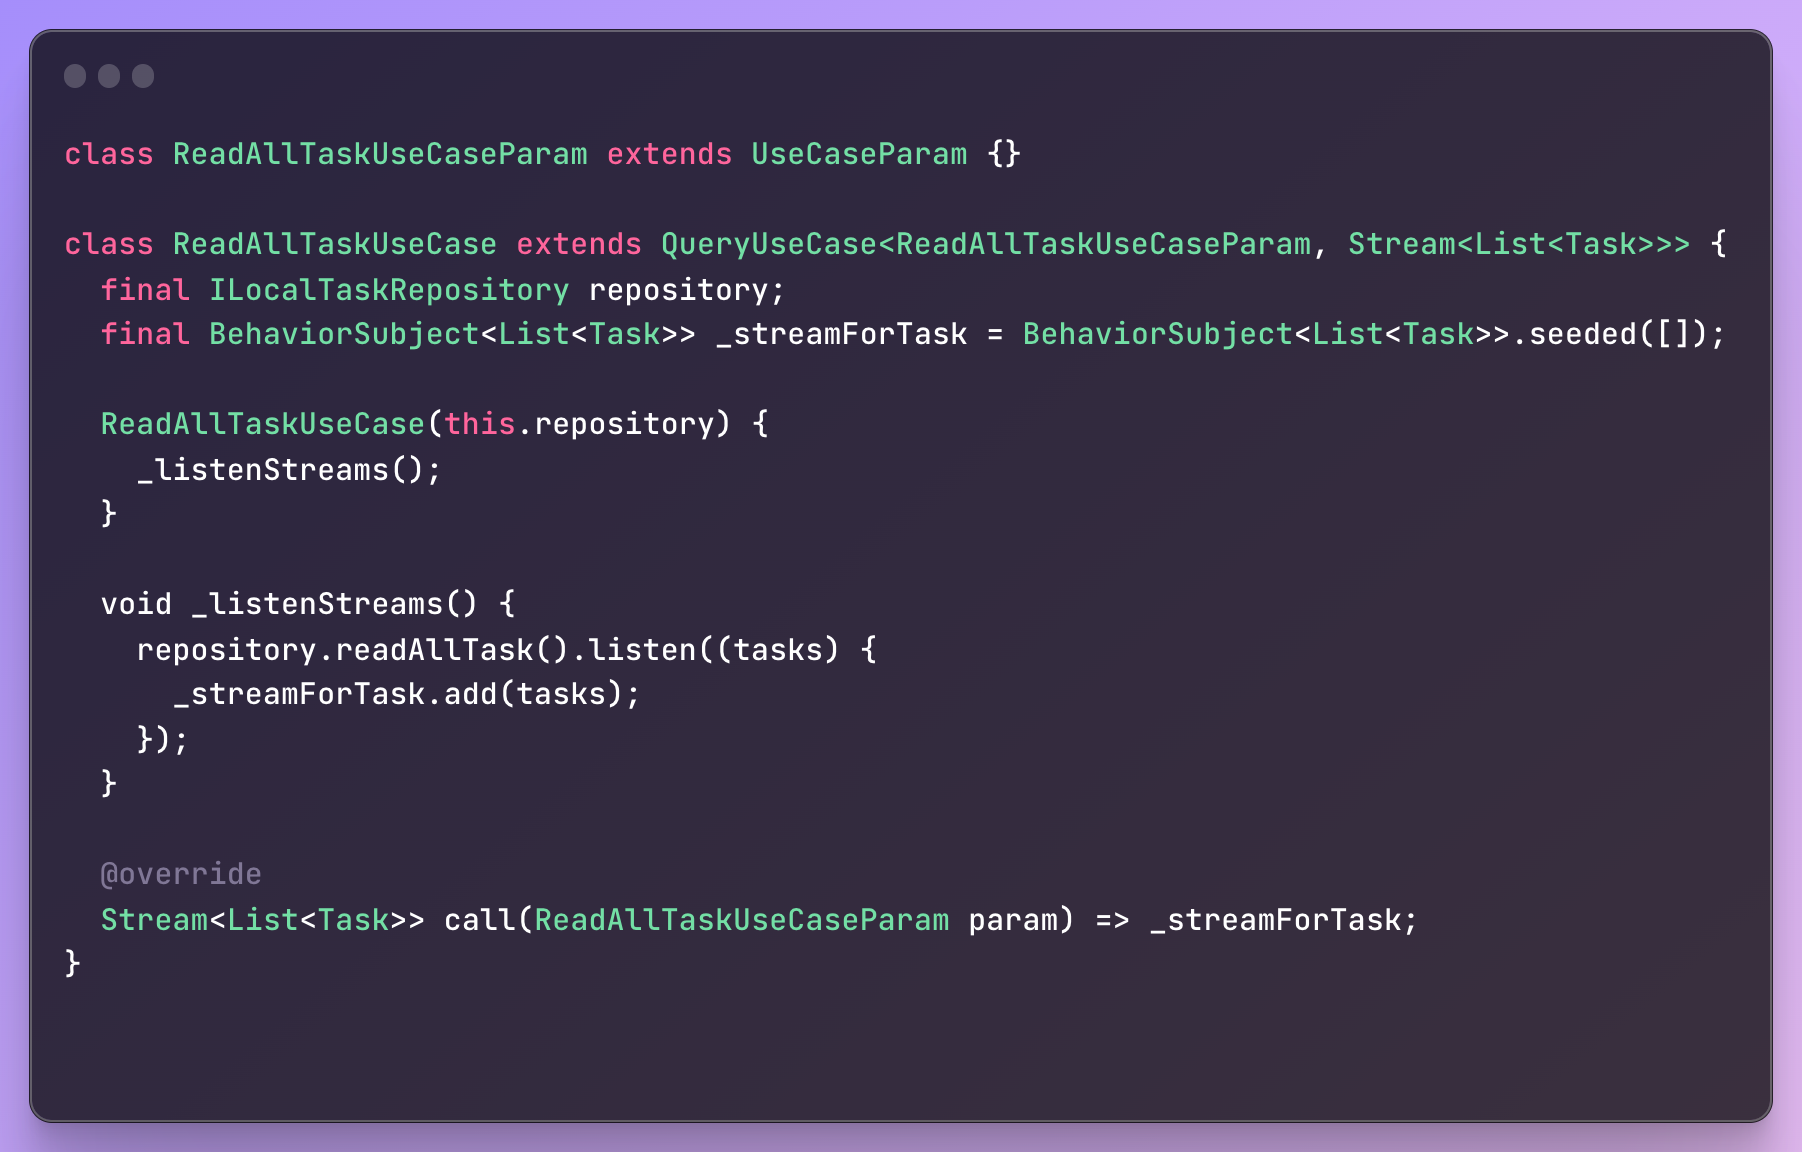 class ReadAllTaskUseCaseParam extends UseCaseParam {}
class ReadAllTaskUseCase extends QueryUseCase<ReadAllTaskUseCaseParam, Stream<List<Task>>> {
  final ILocalTaskRepository repository;
  final BehaviorSubject<List<Task>> _streamForTask = BehaviorSubject<List<Task>>.seeded([]);
  ReadAllTaskUseCase(this.repository) {
    _listenStreams();
  }
  void _listenStreams() {
    repository.readAllTask().listen((tasks) {
      _streamForTask.add(tasks);
    });
  }
  @override
  Stream<List<Task>> call(ReadAllTaskUseCaseParam param) => _streamForTask;
}